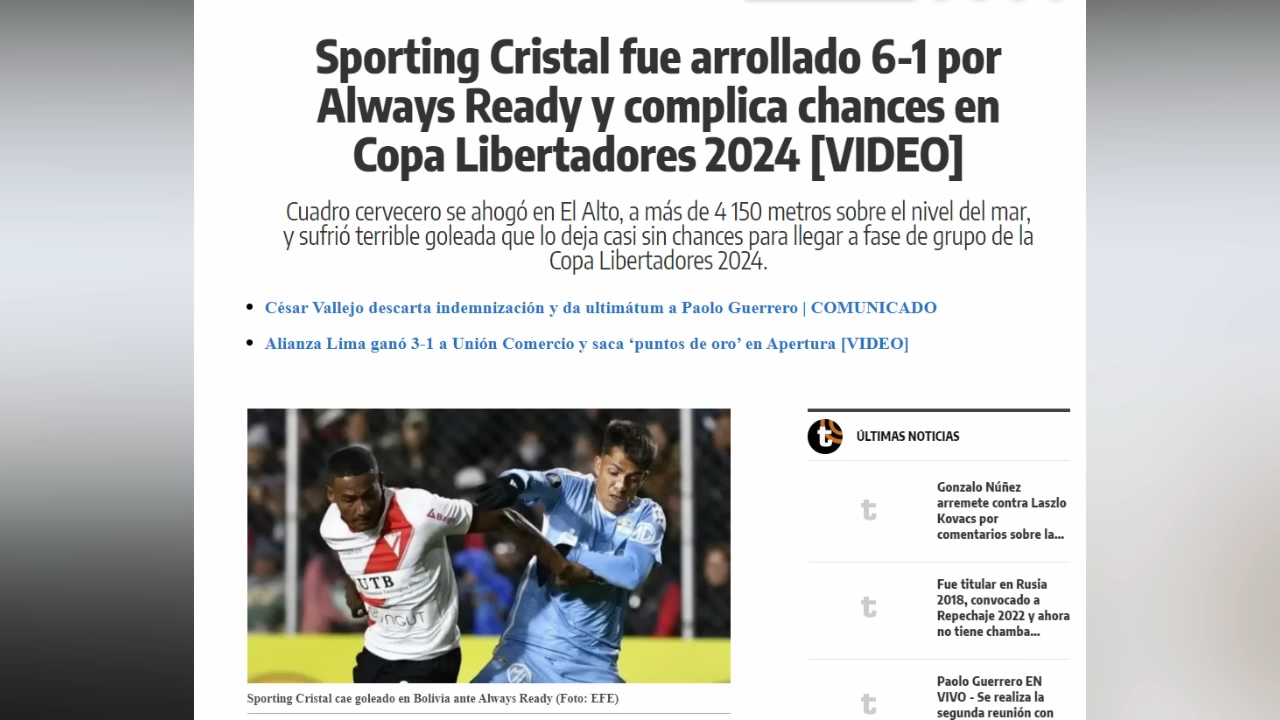 Sporting Cristal fue arrollado 6-1 por
Always Ready y complica chances en
Copa Libertadores 2024 [VIDEO]
Cuadro cervecero se ahogó en El Alto, a más de 4 150 metros sobre el nivel del mar,
y sufrió terrible goleada que lo deja casi sin chances para llegar a fase de grupo de la
Copa Libertadores 2024.
César Vallejo descarta indemnización y da ultimátum a Paolo Guerrero | COMUNICADO
Alianza Lima ganó 3-1 a Unión Comercio y saca ‘puntos de oro’ en Apertura [VIDEO]
UTB
Sporting Cristal cae goleado en Bolivia ante Always Ready (Foto: EFE)
t
ÚLTIMAS NOTICIAS
t
Gonzalo Núñez
arremete contra Laszlo
Kovacs por
comentarios sobre la...
t
Fue titular en Rusia
2018, convocado a
Repechaje 2022 y ahora
no tiene chamba...
t
Paolo Guerrero EN
VIVO - Se realiza la
segunda reunión con